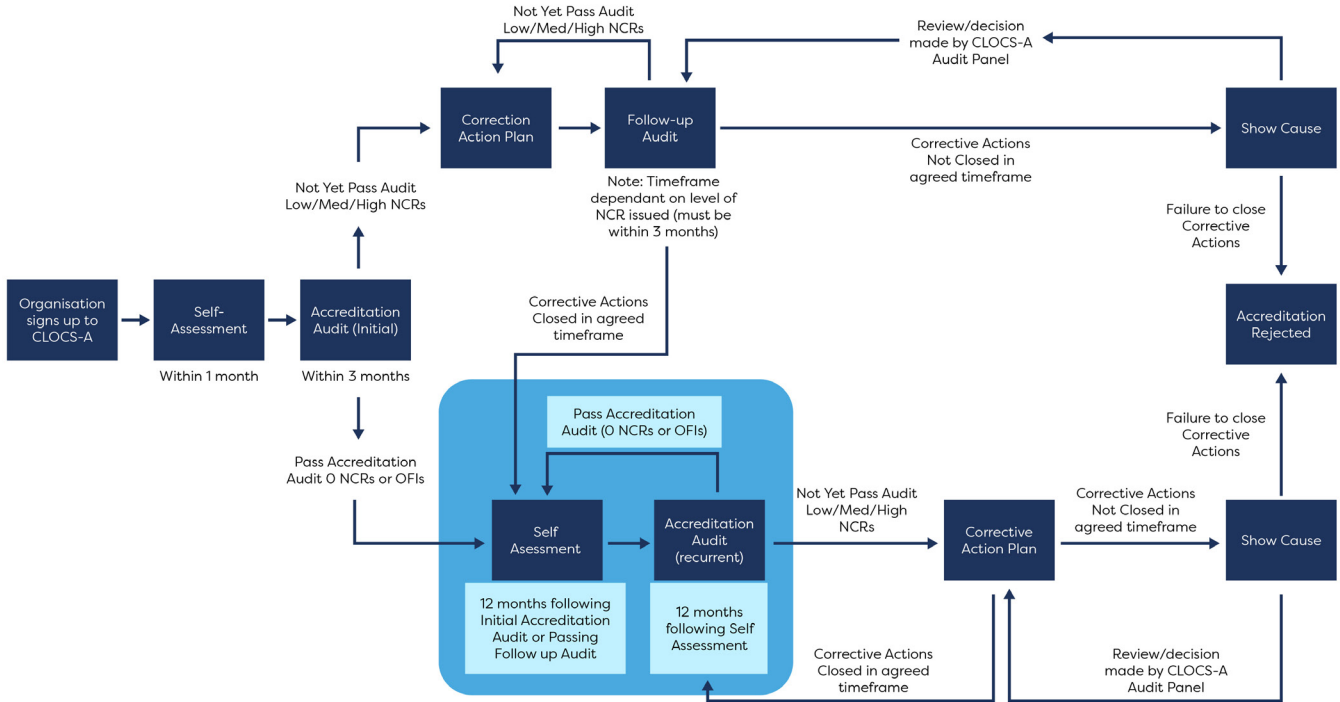 Not Yet Pass Audit
Low/Med/High NCRs
Review/decision
made by CLOCS-A
Audit Panel
Correction
Action Plan
Follow-up
Audit
Show Cause
Corrective Actions
Not Closed in
agreed timeframe
Not Yet Pass Audit
Low/Med/High NCRs
Note: Timeframe
dependant on level of
NCR issued (must be
within 3 months)
Failure to close
Corrective
Actions
Organisation
signs up to
CLOCS-A
Self-
Assessment
Accreditation
Audit (Initial)
Corrective Actions
Closed in agreed
timeframe
Accreditation
Rejected
Within 1 month
Within 3 months
Pass Accreditation
Audit (0 NCRs or OFIs)
Failure to close
Corrective
Actions
Pass Accreditation
Audit 0 NCRs or OFIs
Not Yet Pass Audit
Low/Med/High
NCRs
Corrective Actions
Not Closed in
agreed timeframe
Self
Asessment
Accreditation
Audit
(recurrent)
Corrective
Action Plan
Show Cause
12 months following
Initial Accreditation
Audit or Passing
Follow up Audit
12 months
following Self
Assessment
Corrective Actions
Closed in agreed
timeframe
Review/decision
made by CLOCS-A
Audit Panel